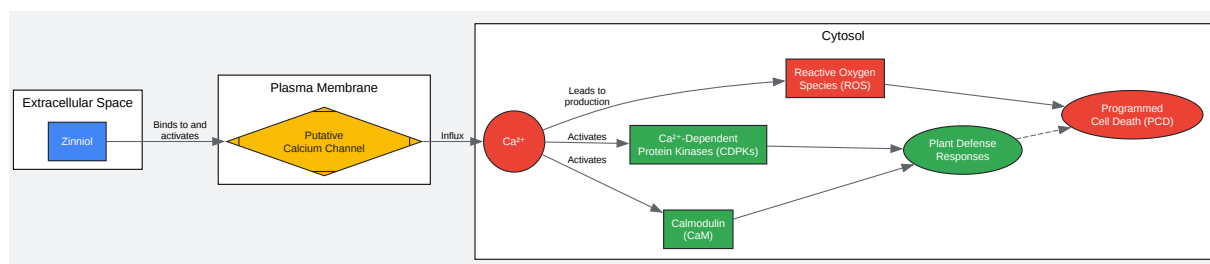 Extracellular Space
Zinniol
Binds to and
activates
Plasma Membrane
Putative
Calcium Channel
Influx
Cytosol
Ca²⁺
Leads to
production
Activates
Activates
Reactive Oxygen
Species (ROS)
Ca²⁺-Dependent
Protein Kinases (CDPKs)
Calmodulin
(CaM)
Plant Defense
Responses
Programmed
Cell Death (PCD)